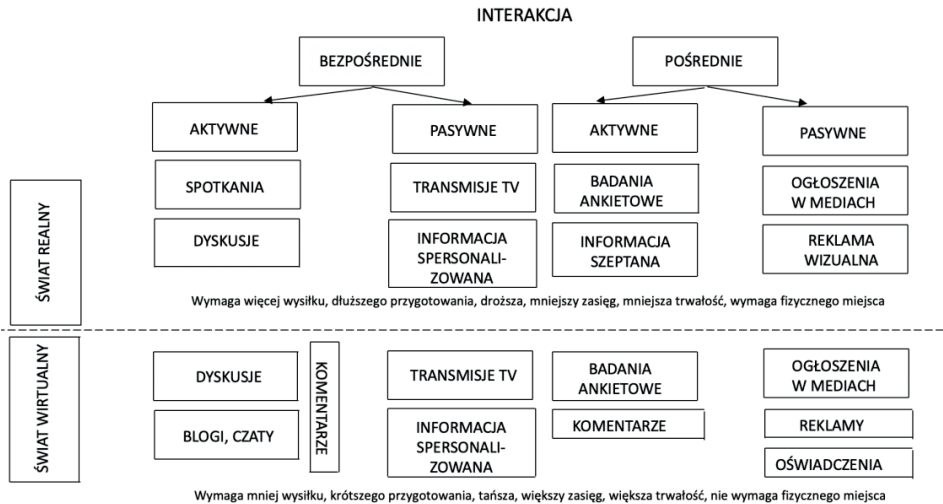 INTERAKCJA
BEZPOŚREDNIE
POŚREDNIE
AKTYWNE
PASYWNE
AKTYWNE
PASYWNE
ŚWIAT REALNY
SPOTKANIA
TRANSMISJE TV
BADANIA
ANKIETOWE
OGŁOSZENIA
W MEDIACH
DYSKUSJE
INFORMACJA
SPERSONALI-
ZOWANA
INFORMACJA
SZEPTANA
REKLAMA
WIZUALNA
Wymaga więcej wysiłku, dłuższego przygotowania, droższa, mniejszy zasięg, mniejsza trwałość, wymaga fizycznego miejsca
ŚWIAT WIRTUALNY
DYSKUSJE
KOMENTARZE
TRANSMISJE TV
BADANIA
ANKIETOWE
OGŁOSZENIA
W MEDIACH
BLOGI, CZATY
INFORMACJA
SPERSONALI-
ZOWANA
KOMENTARZE
REKLAMY
OŚWIADCZENIA
Wymaga mniej wysiłku, krótszego przygotowania, tańsza, większy zasięg, większa trwałość, nie wymaga fizycznego miejsca